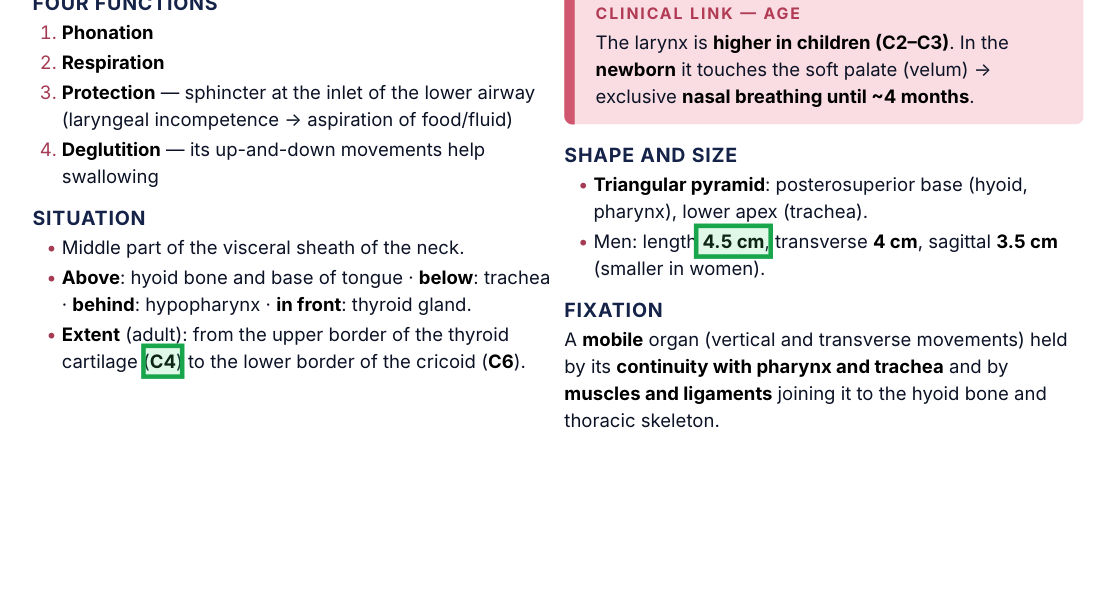 FOUR FUNCTIONS
1. Phonation
2. Respiration
3. Protection — sphincter at the inlet of the lower airway
(laryngeal incompetence → aspiration of food/fluid)
4. Deglutition — its up-and-down movements help
swallowing
SITUATION
• Middle part of the visceral sheath of the neck.
• Above: hyoid bone and base of tongue · below: trachea
· behind: hypopharynx · in front: thyroid gland.
• Extent (adult): from the upper border of the thyroid
cartilage (C4) to the lower border of the cricoid (C6).
CLINICAL LINK — AGE
The larynx is higher in children (C2–C3). In the
newborn it touches the soft palate (velum) →
exclusive nasal breathing until ~4 months.
SHAPE AND SIZE
• Triangular pyramid: posterosuperior base (hyoid,
pharynx), lower apex (trachea).
• Men: length 4.5 cm, transverse 4 cm, sagittal 3.5 cm
(smaller in women).
FIXATION
A mobile organ (vertical and transverse movements) held
by its continuity with pharynx and trachea and by
muscles and ligaments joining it to the hyoid bone and
thoracic skeleton.